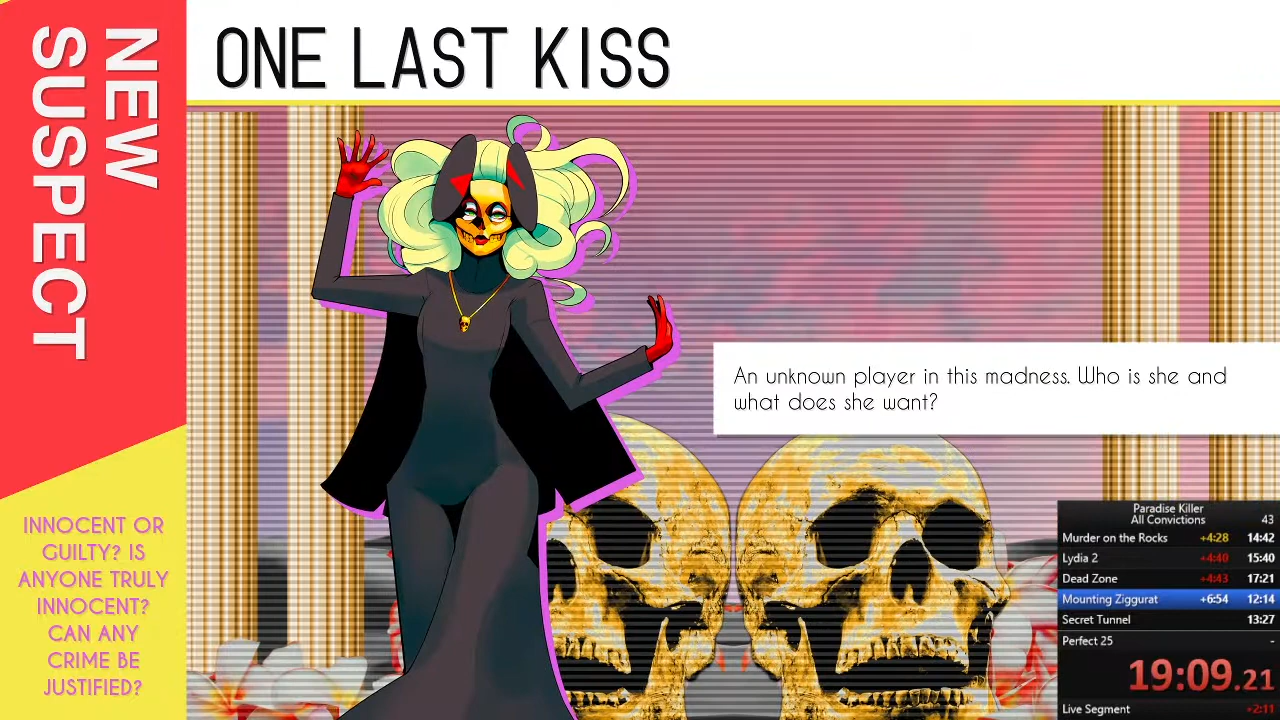 NEW
SUSPECT
ONE LAST KISS
An unknown player in this madness. Who is she and
what does she want?
INNOCENT OR
GUILTY? IS
ANYONE TRULY
INNOCENT?
CAN ANY
CRIME BE
JUSTIFIED?
Paradise Killer
All Convictions 43
Murder on the Rocks +4:28 14:42
Lydia 2 +4:40 15:40
Dead Zone +4:43 17:21
Mounting Ziggurat +6:54 12:14
Secret Tunnel 13:27
Perfect 25 -
19:09.21
Live Segment +2:11